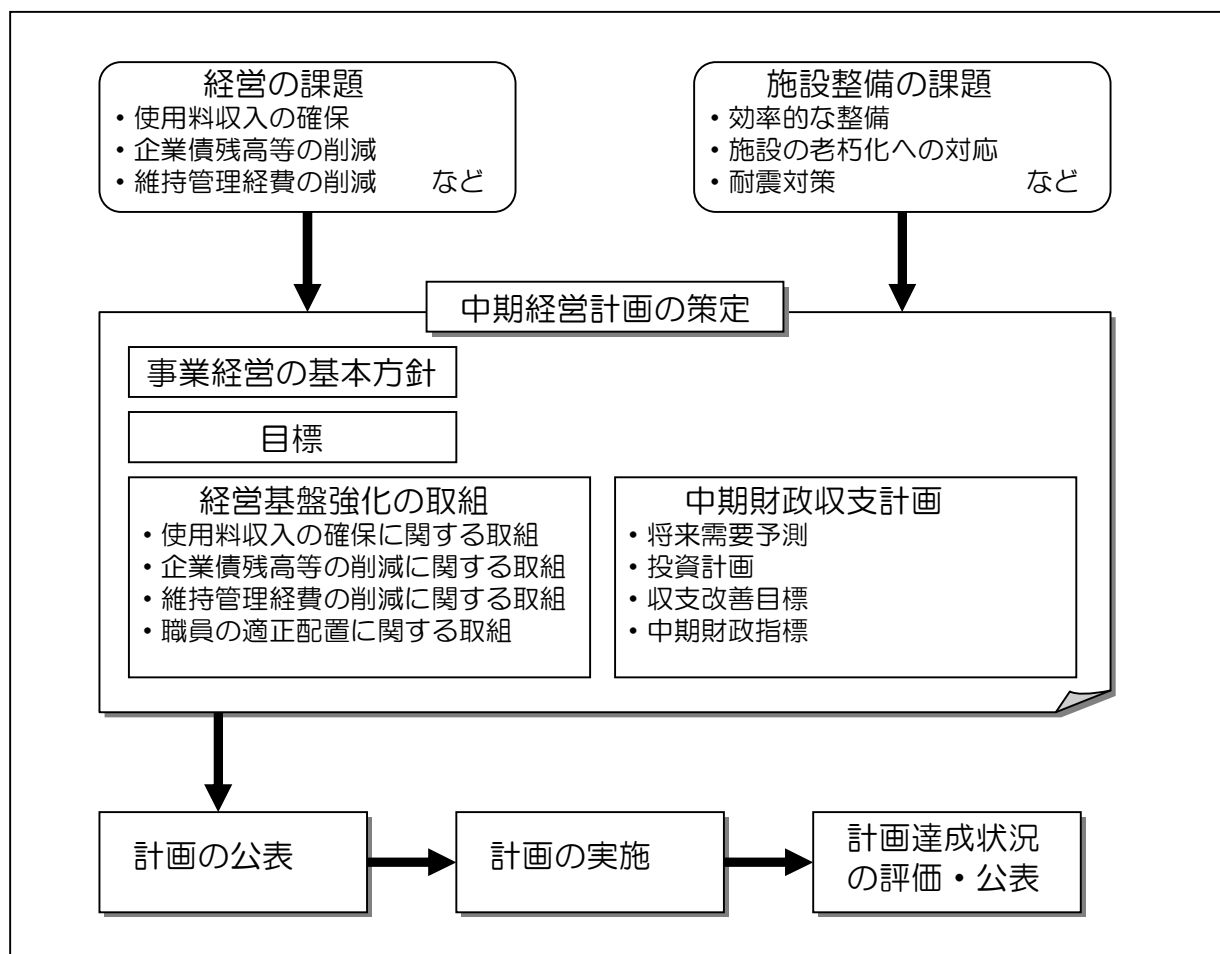 経営の課題
・使用料収入の確保
・企業債残高等の削減
・維持管理経費の削減　　など
施設整備の課題
・効率的な整備
・施設の老朽化への対応
・耐震対策　　など
中期経営計画の策定
事業経営の基本方針
目標
経営基盤強化の取組
・使用料収入の確保に関する取組
・企業債残高等の削減に関する取組
・維持管理経費の削減に関する取組
・職員の適正配置に関する取組
中期財政収支計画
・将来需要予測
・投資計画
・収支改善目標
・中期財政指標
計画の公表
計画の実施
計画達成状況
の評価・公表